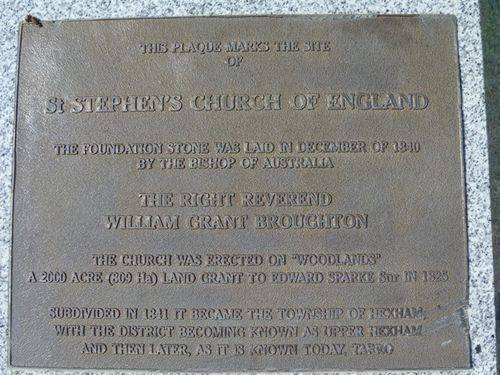 THIS PLAQUE MARKS THE SITE
OF
St STEPHEN'S CHURCH OF ENGLAND
THE FOUNDATION STONE WAS LAID IN DECEMBER OF 1840
BY THE BISHOP OF AUSTRALIA
THE RIGHT REVEREND
WILLIAM GRANT BROUGHTON
THE CHURCH WAS ERECTED ON "WOODLANDS"
A 2000 ACRE (809 Ha) LAND GRANT TO EDWARD SPARKE Snr IN 1825
SUBDIVIDED IN 1841 IT BECAME THE TOWNSHIP OF HEXHAM,
WITH THE DISTRICT BECOMING KNOWN AS UPPER HEXHAM
AND THEN LATER, AS IT IS KNOWN TODAY, TARRO